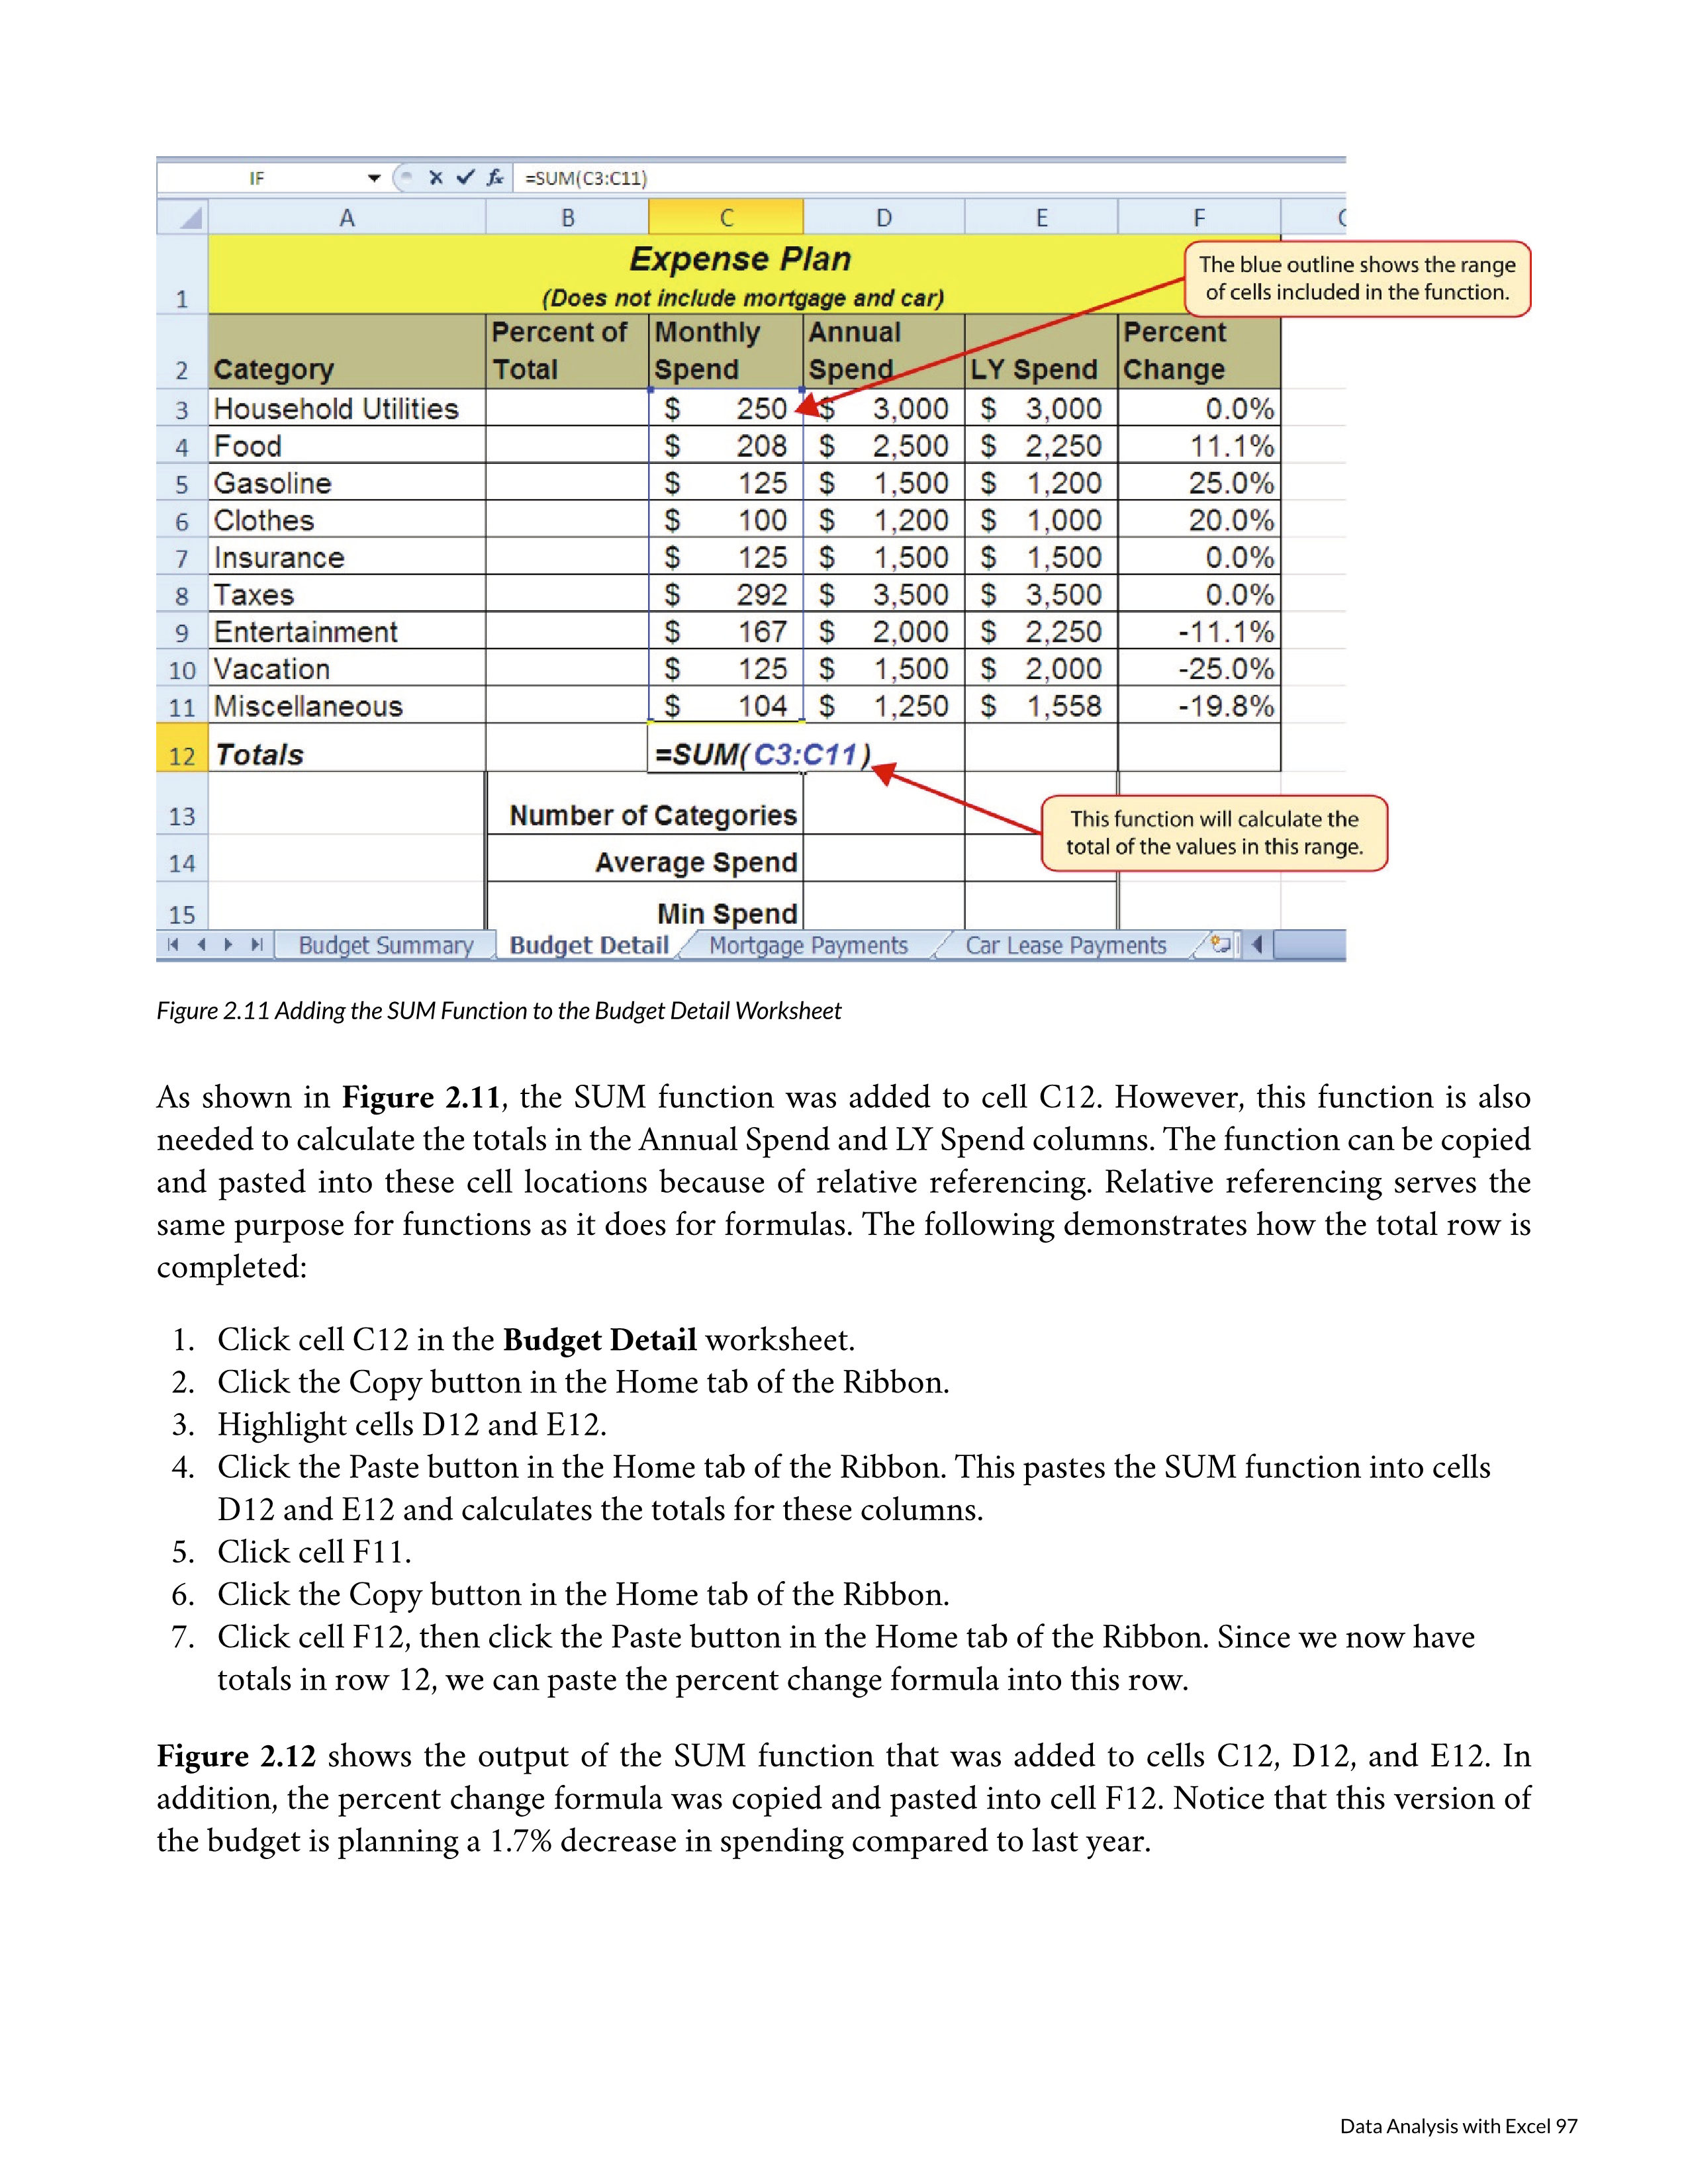 IF =SUM(C3:C11)
A B C D E F
1 Expense Plan
(Does not include mortgage and car)
The blue outline shows the range
of cells included in the function.
2 Category Percent of Total Monthly Spend Annual Spend LY Spend Percent Change
3 Household Utilities $ 250 $ 3,000 $ 3,000 0.0%
4 Food $ 208 $ 2,500 $ 2,250 11.1%
5 Gasoline $ 125 $ 1,500 $ 1,200 25.0%
6 Clothes $ 100 $ 1,200 $ 1,000 20.0%
7 Insurance $ 125 $ 1,500 $ 1,500 0.0%
8 Taxes $ 292 $ 3,500 $ 3,500 0.0%
9 Entertainment $ 167 $ 2,000 $ 2,250 -11.1%
10 Vacation $ 125 $ 1,500 $ 2,000 -25.0%
11 Miscellaneous $ 104 $ 1,250 $ 1,558 -19.8%
12 Totals =SUM(C3:C11)
13 Number of Categories
This function will calculate the
total of the values in this range.
14 Average Spend
15 Min Spend
Budget Summary Budget Detail Mortgage Payments Car Lease Payments
Figure 2.11 Adding the SUM Function to the Budget Detail Worksheet
As shown in Figure 2.11, the SUM function was added to cell C12. However, this function is also
needed to calculate the totals in the Annual Spend and LY Spend columns. The function can be copied
and pasted into these cell locations because of relative referencing. Relative referencing serves the
same purpose for functions as it does for formulas. The following demonstrates how the total row is
completed:
1. Click cell C12 in the Budget Detail worksheet.
2. Click the Copy button in the Home tab of the Ribbon.
3. Highlight cells D12 and E12.
4. Click the Paste button in the Home tab of the Ribbon. This pastes the SUM function into cells
D12 and E12 and calculates the totals for these columns.
5. Click cell F11.
6. Click the Copy button in the Home tab of the Ribbon.
7. Click cell F12, then click the Paste button in the Home tab of the Ribbon. Since we now have
totals in row 12, we can paste the percent change formula into this row.
Figure 2.12 shows the output of the SUM function that was added to cells C12, D12, and E12. In
addition, the percent change formula was copied and pasted into cell F12. Notice that this version of
the budget is planning a 1.7% decrease in spending compared to last year.
Data Analysis with Excel 97